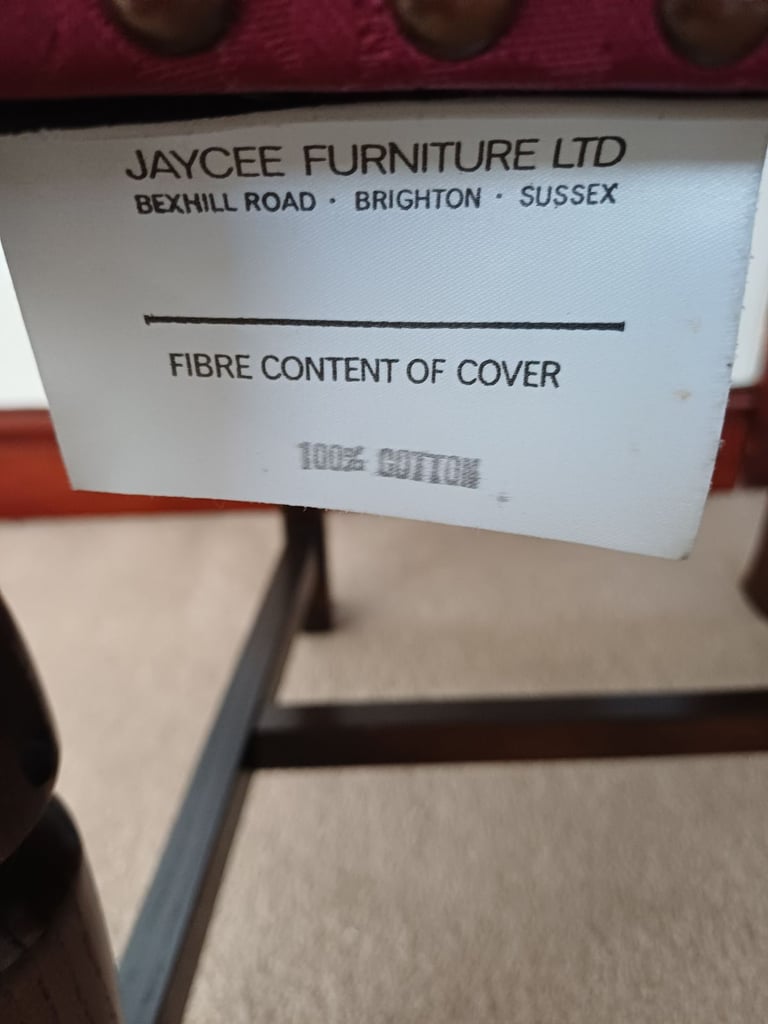 JAYCEE FURNITURE LTD
BEXHILL ROAD · BRIGHTON · SUSSEX
FIBRE CONTENT OF COVER
100% COTTON